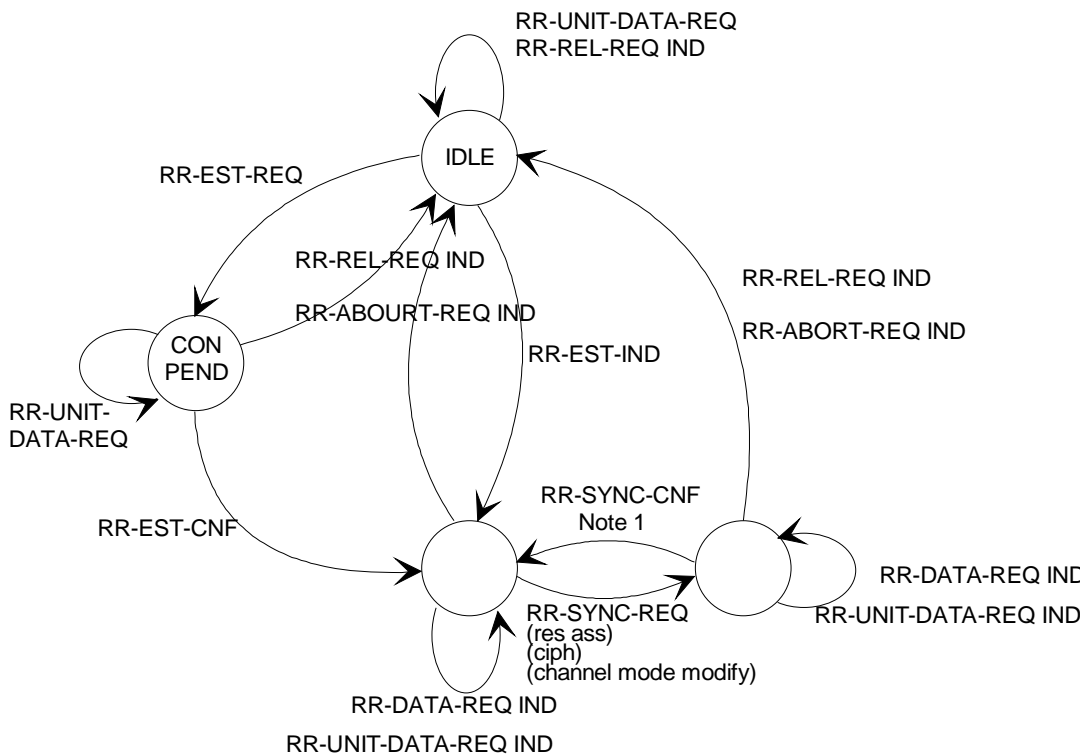 RR-UNIT-DATA-REQ
RR-REL-REQ IND
IDLE
RR-EST-REQ
RR-REL-REQ IND
RR-ABOURT-REQ IND
RR-REL-REQ IND
RR-ABORT-REQ IND
CON
PEND
RR-EST-IND
RR-UNIT-
DATA-REQ
RR-SYNC-CNF
Note 1
RR-EST-CNF
RR-DATA-REQ IND
RR-UNIT-DATA-REQ IND
RR-SYNC-REQ
(res ass)
(ciph)
(channel mode modify)
RR-DATA-REQ IND
RR-UNIT-DATA-REQ IND